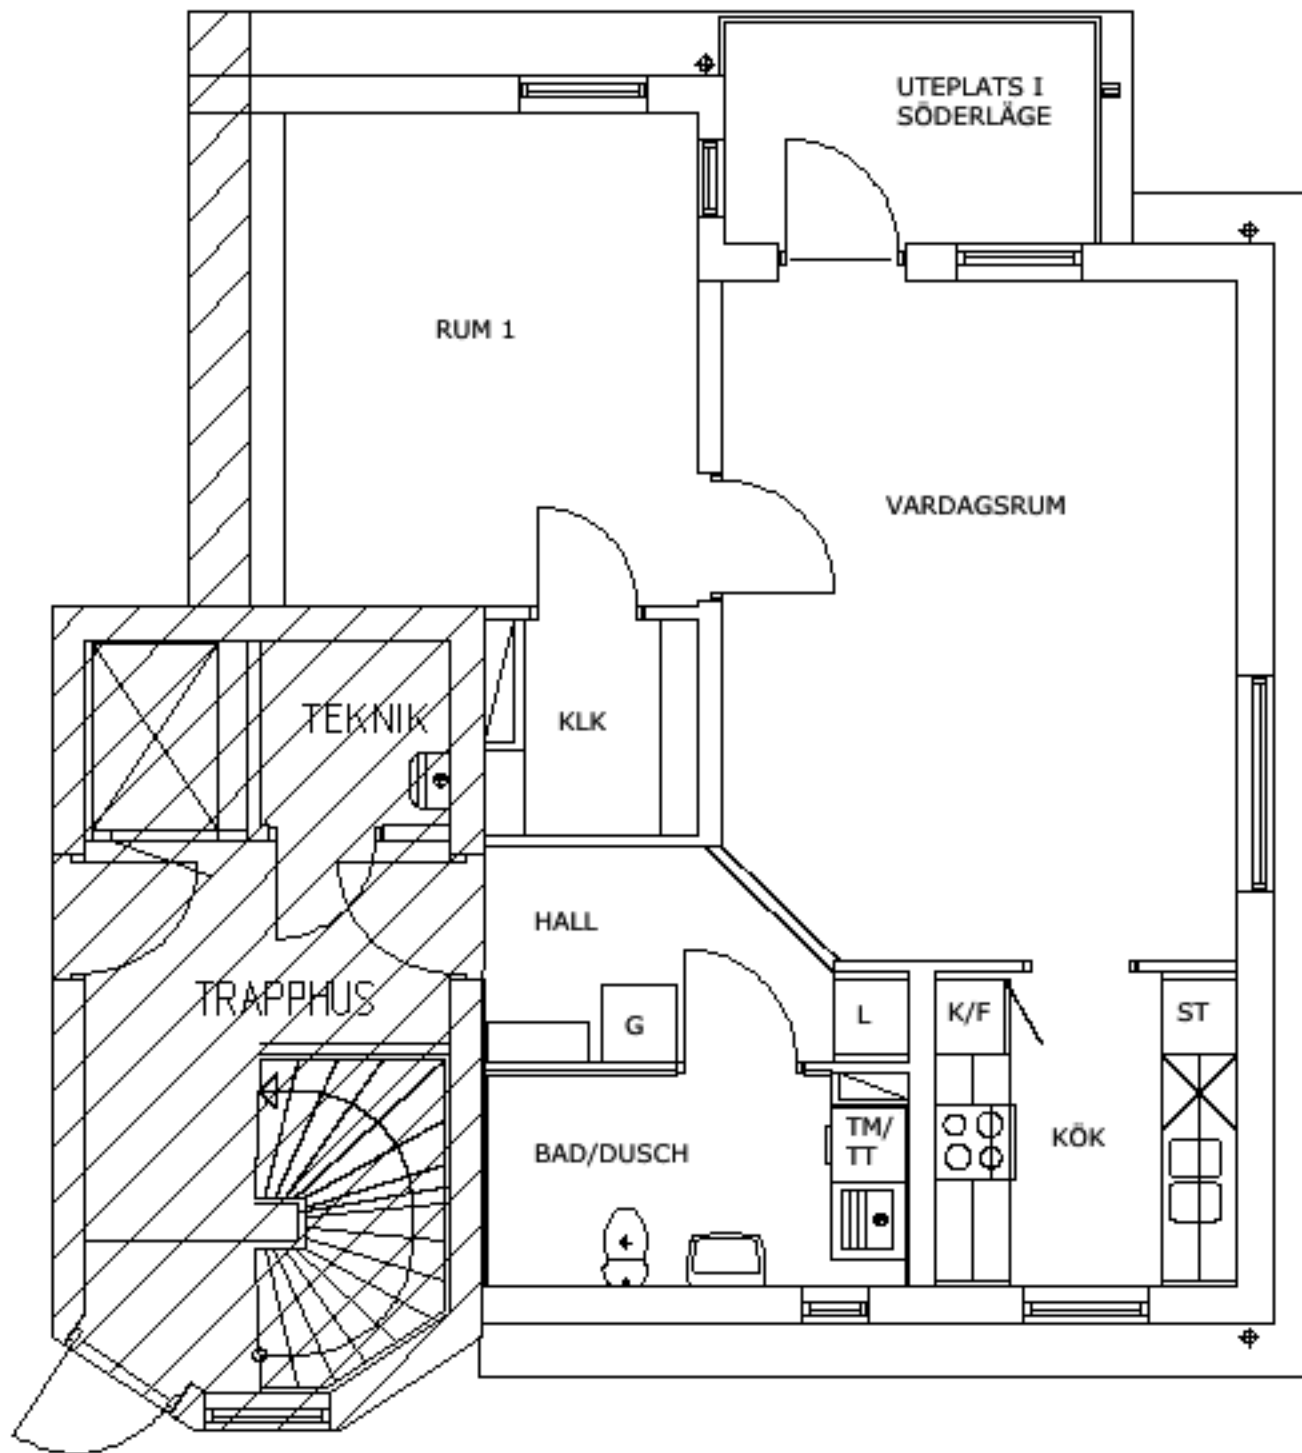 UTEPLATS I
SÖDERLÄGE
RUM 1
VARDAGSRUM
TEKNIK
KLK
HALL
TRAPPHUS
G
L
K/F
ST
BAD/DUSCH
TM/
TT
KÖK